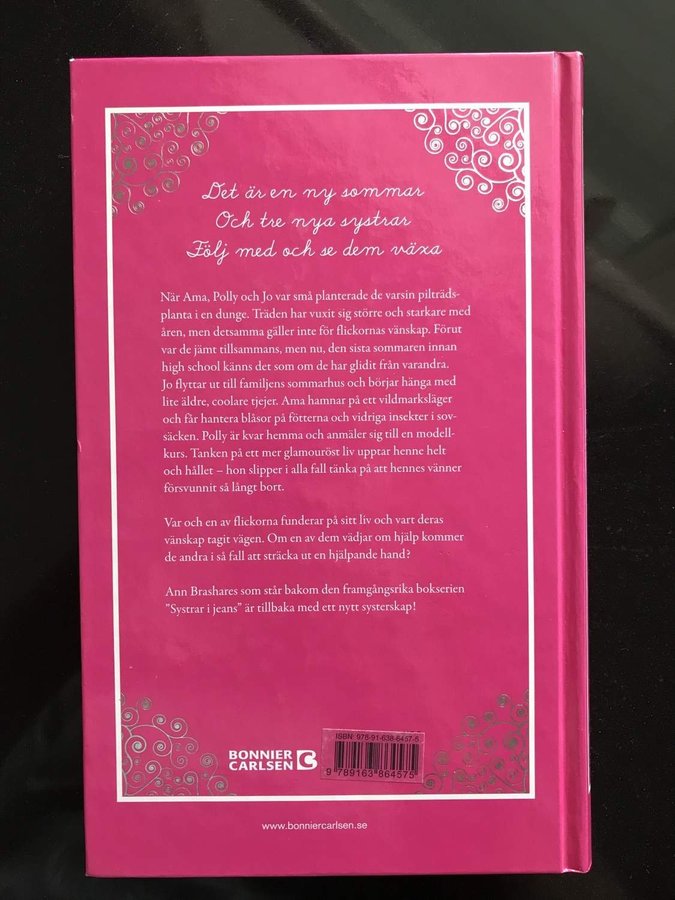 Det är en ny sommar
Och tre nya systrar
Följ med och se dem växa
När Ama, Polly och Jo var små planterade de varsin pilträds-
planta i en dunge. Träden har vuxit sig större och starkare med
åren, men detsamma gäller inte för flickornas vänskap. Förut
var de jämt tillsammans, men nu, den sista sommaren innan
high school känns det som om de har glidit från varandra.
Jo flyttar ut till familjens sommarhus och börjar hänga med
lite äldre, coolare tjejer. Ama hamnar på ett vildmarksläger
och får hantera blåsor på fötterna och vidriga insekter i sov-
säcken. Polly är kvar hemma och anmäler sig till en modell-
kurs. Tanken på ett mer glamouröst liv upptar henne helt
och hållet – hon slipper i alla fall tänka på att hennes vänner
försvunnit så långt bort.
Var och en av flickorna funderar på sitt liv och vart deras
vänskap tagit vägen. Om en av dem vädjar om hjälp kommer
de andra i så fall att sträcka ut en hjälpande hand?
Ann Brashares som står bakom den framgångsrika bokserien
"Systrar i jeans" är tillbaka med ett nytt systerskap!
ISBN: 978-91-638-6457-5
BONNIER
CARLSEN
9 789163 864575
www.bonniercarlsen.se